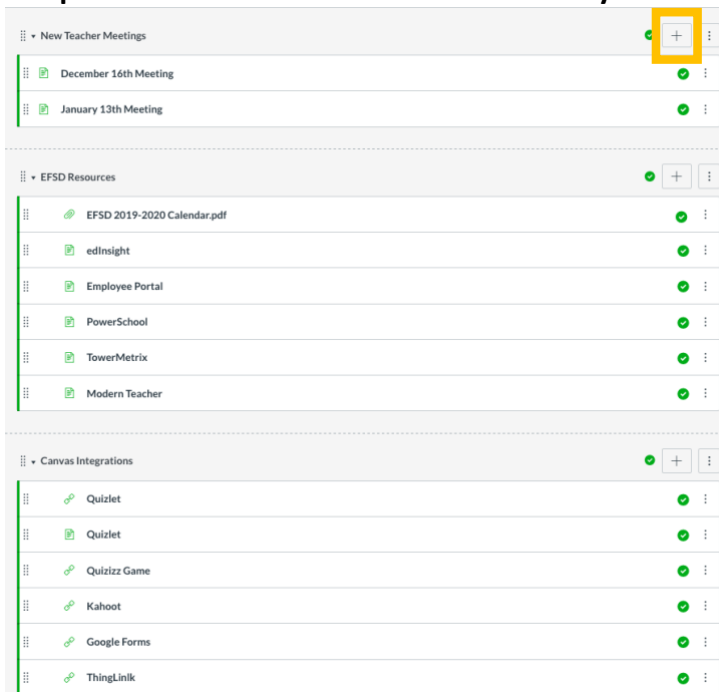 New Teacher Meetings
December 16th Meeting
January 13th Meeting
EFSD Resources
EFSD 2019-2020 Calendar.pdf
edInsight
Employee Portal
PowerSchool
TowerMetrix
Modern Teacher
Canvas Integrations
Quizlet
Quizlet
Quizizz Game
Kahoot
Google Forms
ThingLinlk